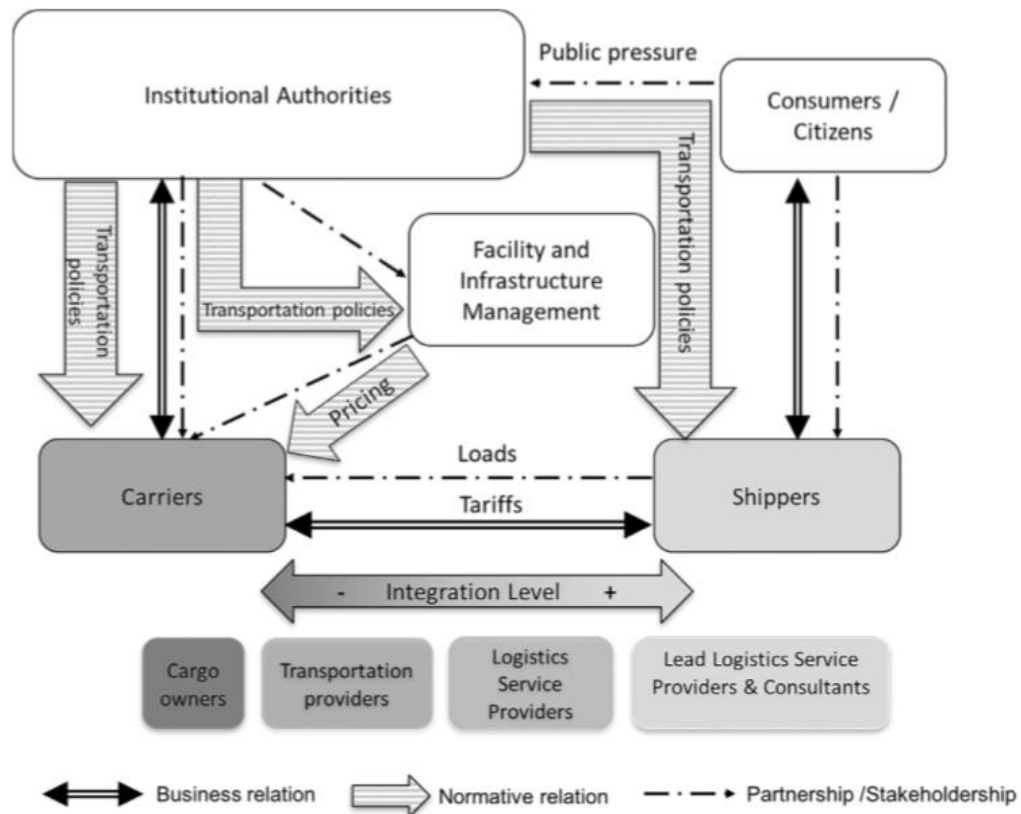 Public pressure
Institutional Authorities
Consumers /
Citizens
Transportation policies
Transportation
policies
Facility and
Infrastructure
Management
Transportation policies
Pricing
Loads
Carriers
Shippers
Tariffs
- Integration Level +
Cargo
owners
Transportation
providers
Logistics
Service
Providers
Lead Logistics Service
Providers & Consultants
Business relation
Normative relation
Partnership /Stakeholdership